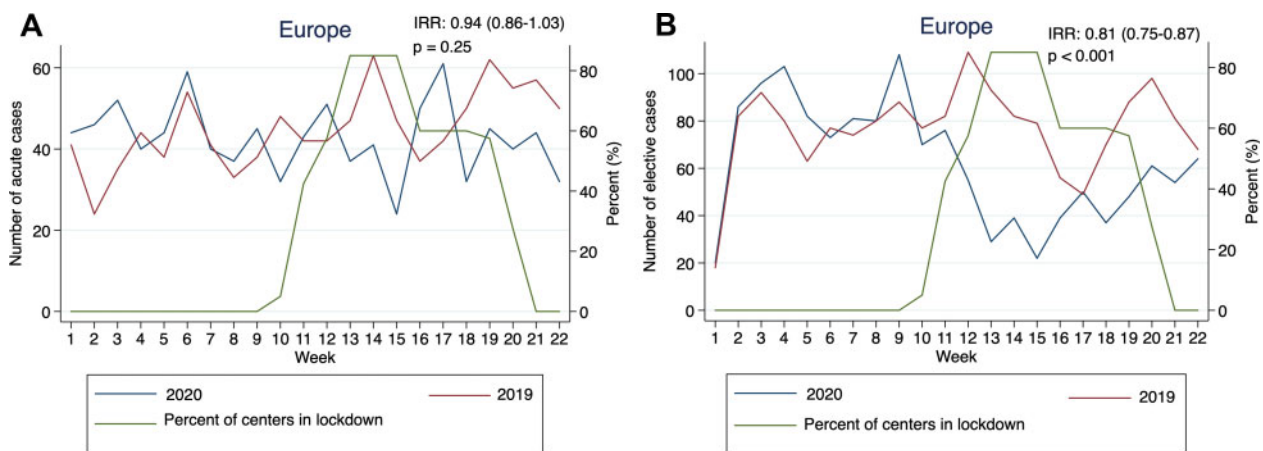 A
Europe
IRR: 0.94 (0.86-1.03)
p = 0.25
Number of acute cases
60
40
20
0
Percent (%)
80
60
40
20
0
1 2 3 4 5 6 7 8 9 10 11 12 13 14 15 16 17 18 19 20 21 22
Week
2020
2019
Percent of centers in lockdown
B
Europe
IRR: 0.81 (0.75-0.87)
p < 0.001
Number of elective cases
100
80
60
40
20
0
Percent (%)
80
60
40
20
0
1 2 3 4 5 6 7 8 9 10 11 12 13 14 15 16 17 18 19 20 21 22
Week
2020
2019
Percent of centers in lockdown